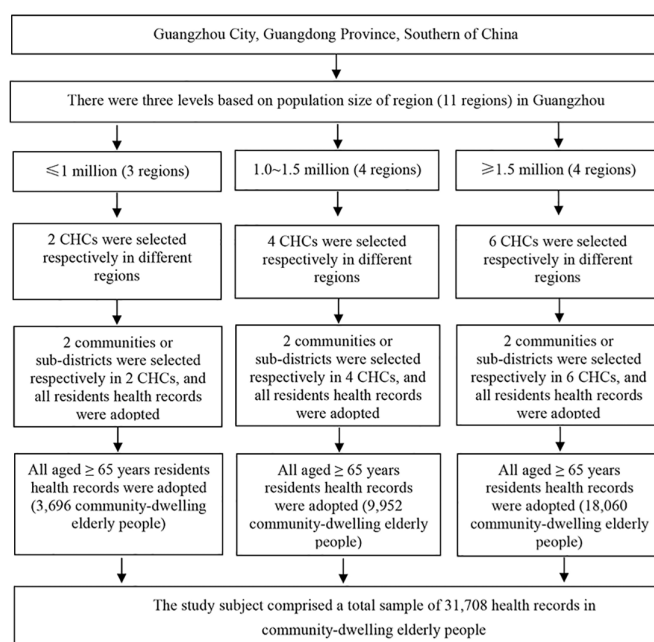 Guangzhou City, Guangdong Province, Southern of China
There were three levels based on population size of region (11 regions) in Guangzhou
≤1 million (3 regions)
1.0~1.5 million (4 regions)
≥1.5 million (4 regions)
2 CHCs were selected
respectively in different
regions
4 CHCs were selected
respectively in different
regions
6 CHCs were selected
respectively in different
regions
2 communities or
sub-districts were selected
respectively in 2 CHCs, and
all residents health records
were adopted
2 communities or
sub-districts were selected
respectively in 4 CHCs, and
all residents health records
were adopted
2 communities or
sub-districts were selected
respectively in 6 CHCs, and
all residents health records
were adopted
All aged ≥ 65 years residents
health records were adopted
(3,696 community-dwelling
elderly people)
All aged ≥ 65 years
residents health records
were adopted (9,952
community-dwelling elderly
people)
All aged ≥ 65 years
residents health records
were adopted (18,060
community-dwelling elderly
people)
The study subject comprised a total sample of 31,708 health records in
community-dwelling elderly people